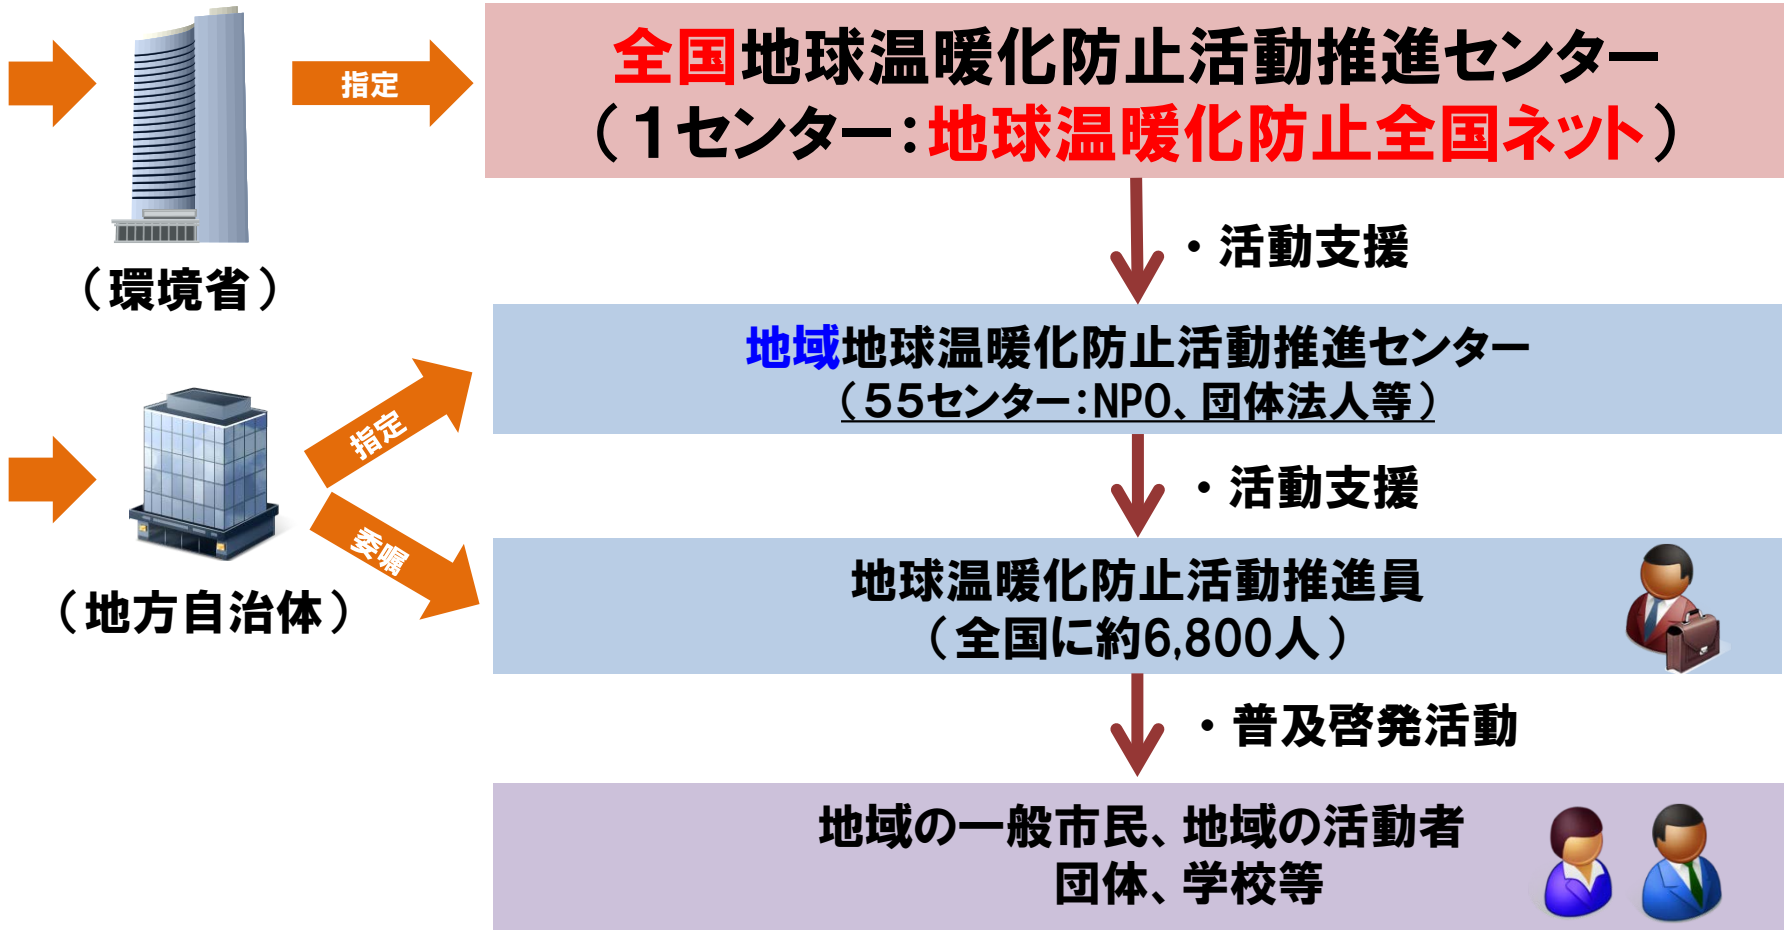 指定
全国地球温暖化防止活動推進センター
（１センター：地球温暖化防止全国ネット）
（環境省）
・活動支援
地域地球温暖化防止活動推進センター
（５５センター：NPO、団体法人等）
指定
・活動支援
委嘱
（地方自治体）
地球温暖化防止活動推進員
（全国に約6,800人）
・普及啓発活動
地域の一般市民、地域の活動者
団体、学校等